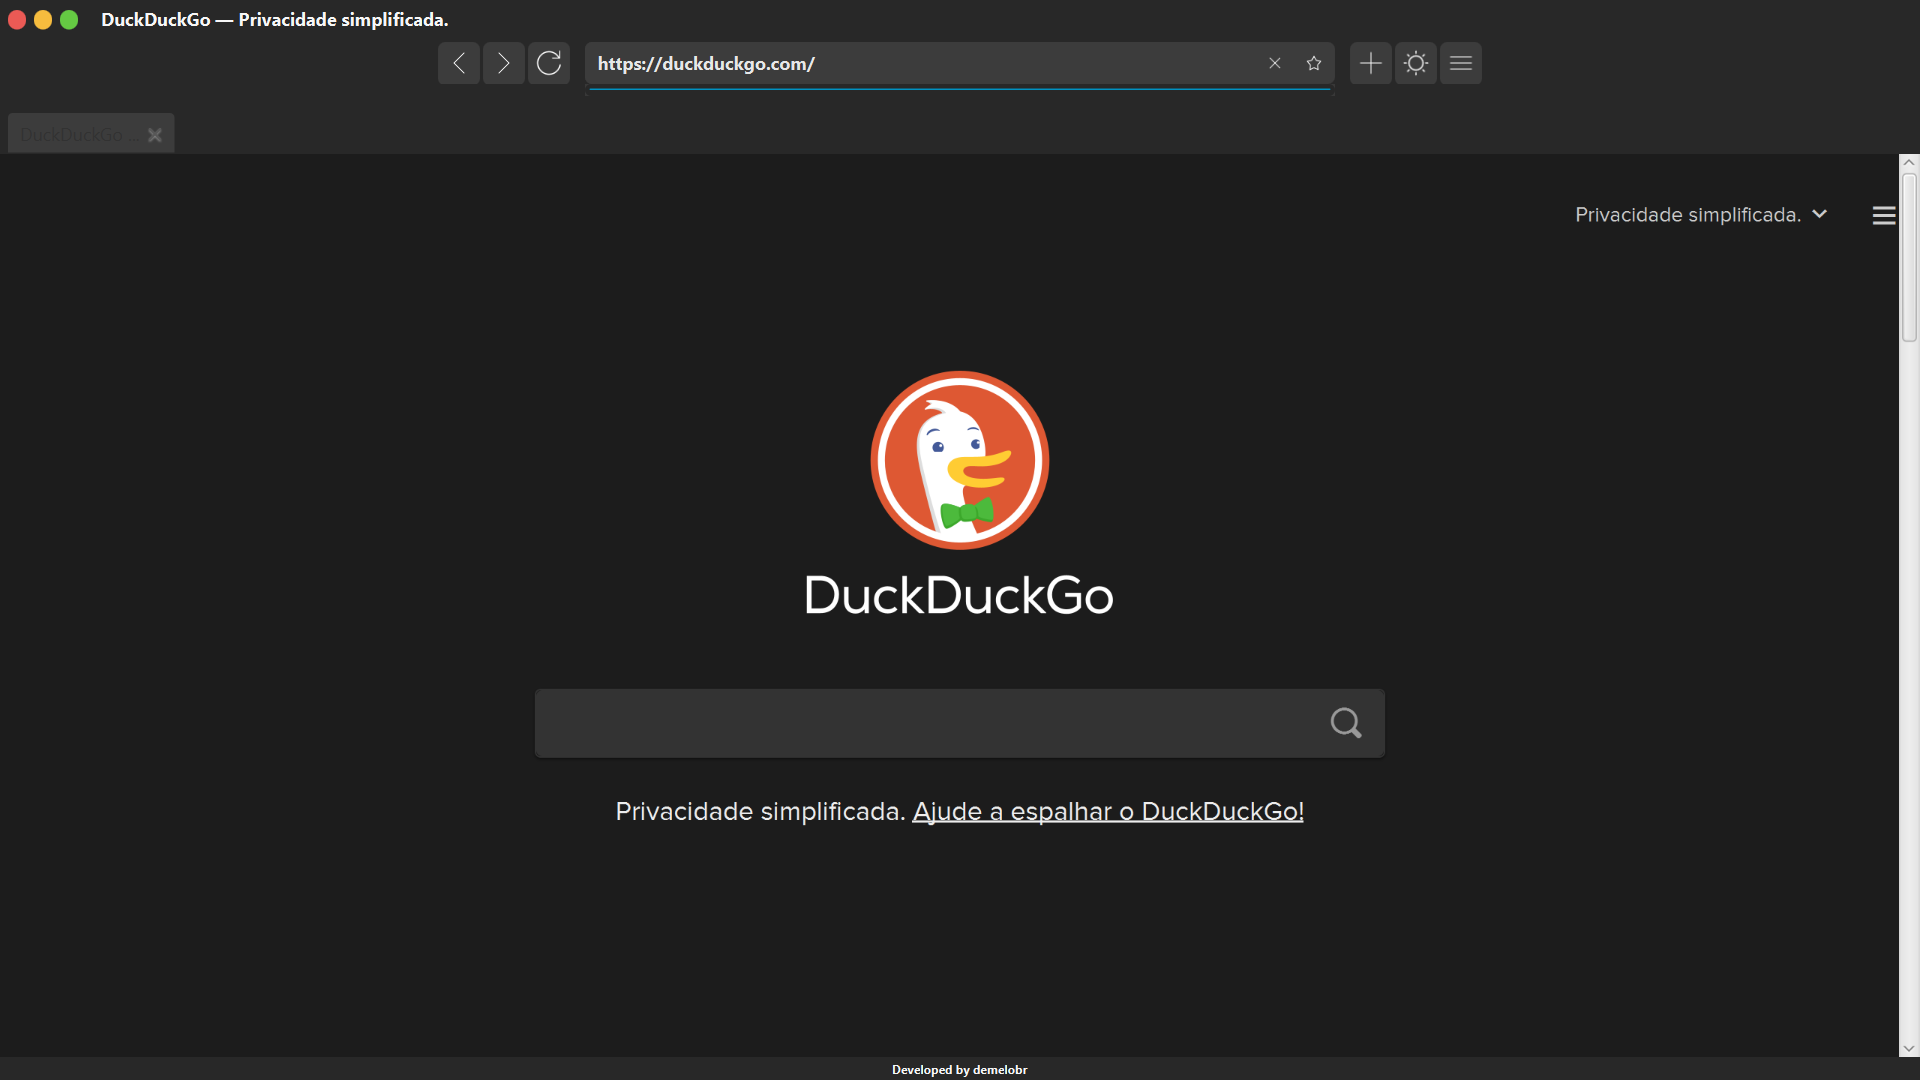 DuckDuckGo — Privacidade simplificada.
https://duckduckgo.com/
DuckDuckGo ...
Privacidade simplificada.
DuckDuckGo
Privacidade simplificada. Ajude a espalhar o DuckDuckGo!
Developed by demelobr